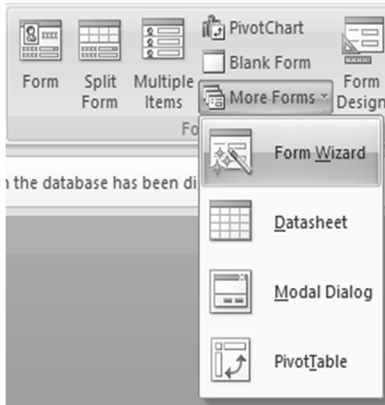 PivotChart
Blank Form
More Forms
Form
Split
Form
Multiple
Items
Form
Design
Fo
n the database has been di
Form Wizard
Datasheet
Modal Dialog
PivotTable